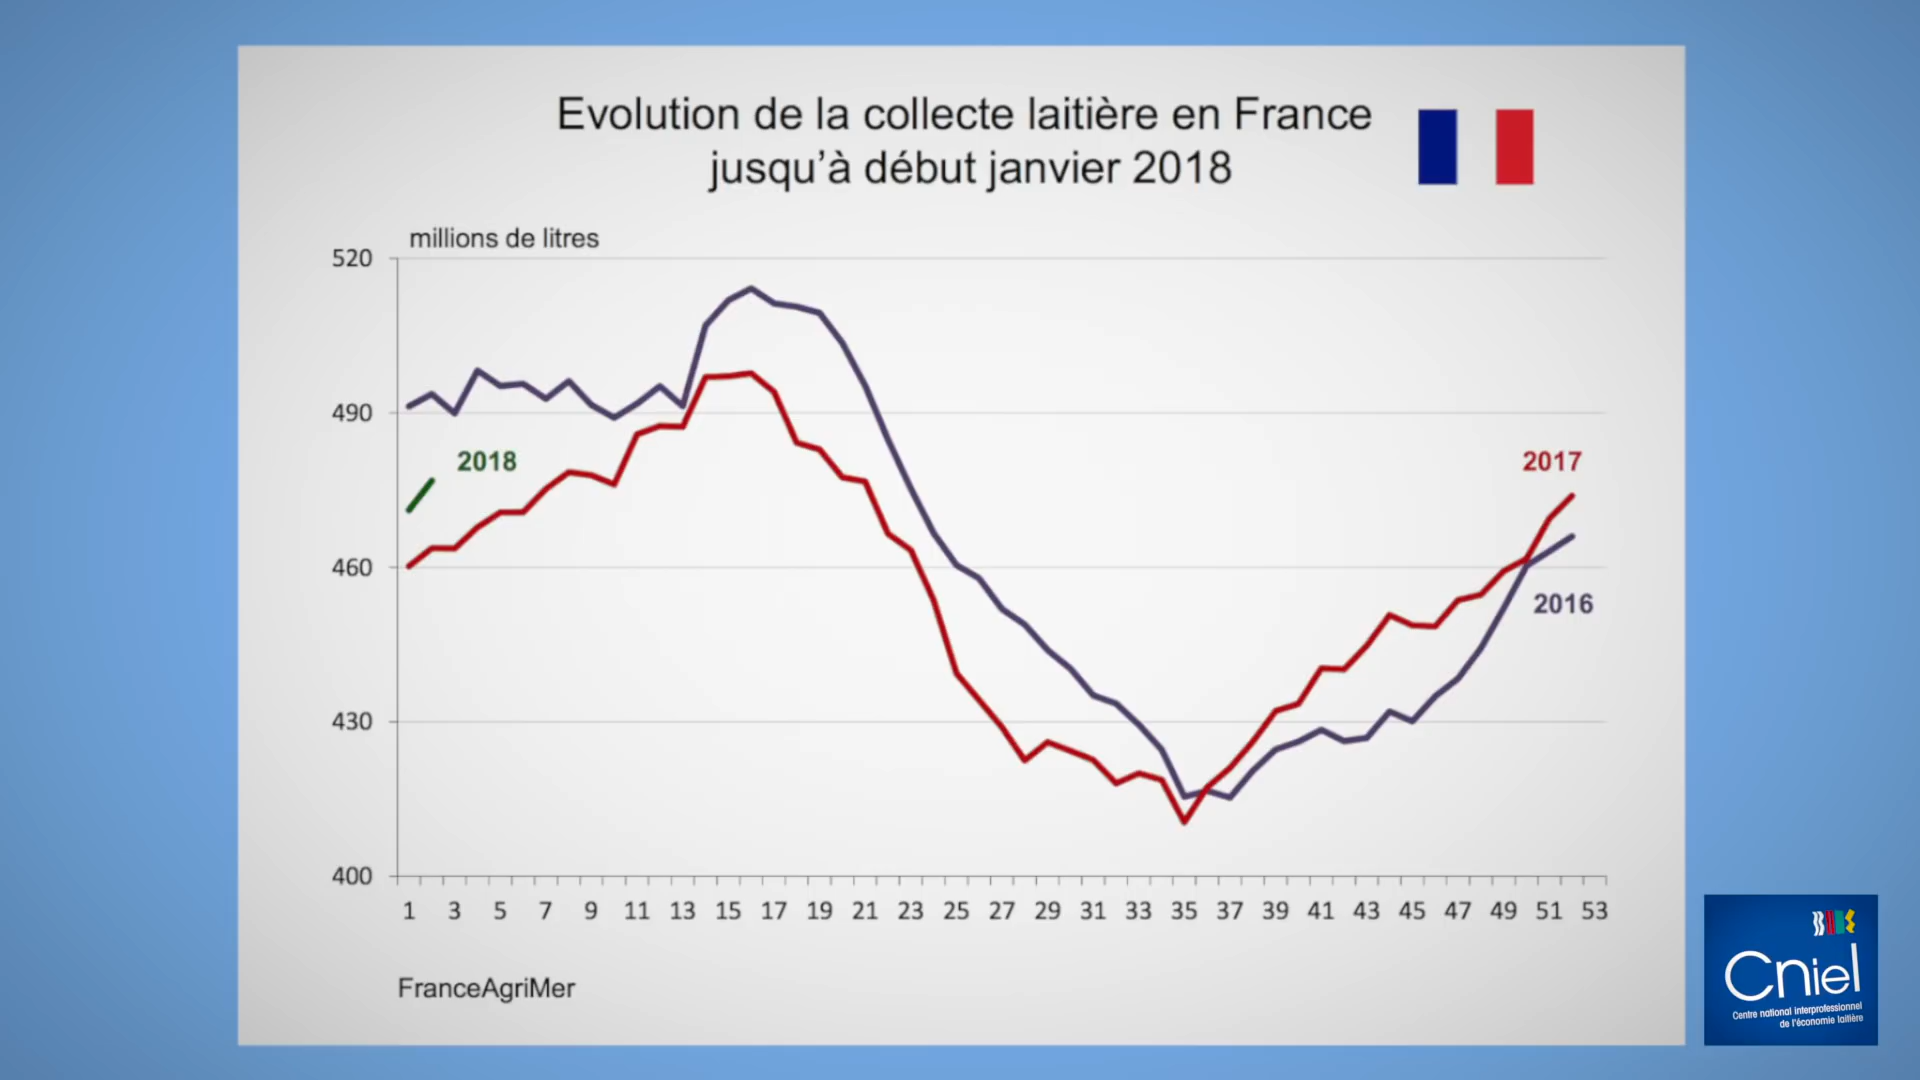 Evolution de la collecte laitière en France
jusqu’à début janvier 2018
millions de litres
520
490
460
430
400
2018
2017
2016
1 3 5 7 9 11 13 15 17 19 21 23 25 27 29 31 33 35 37 39 41 43 45 47 49 51 53
FranceAgriMer
Cniel
Centre national interprofessionnel
de l'économie laitière